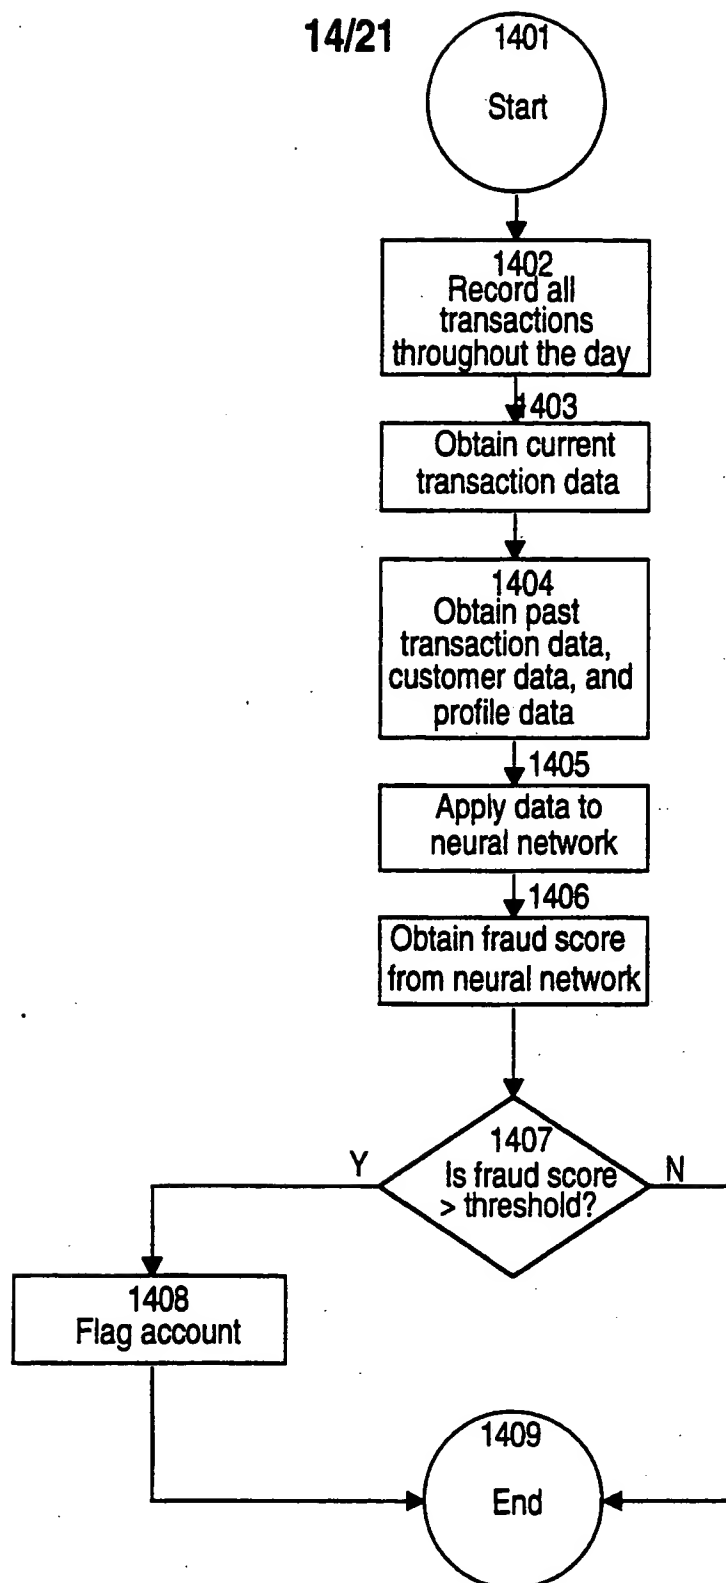 14/21
1401
Start
1402
Record all
transactions
throughout the day
1403
Obtain current
transaction data
1404
Obtain past
transaction data,
customer data, and
profile data
1405
Apply data to
neural network
1406
Obtain fraud score
from neural network
1407
Is fraud score
> threshold?
Y
N
1408
Flag account
1409
End